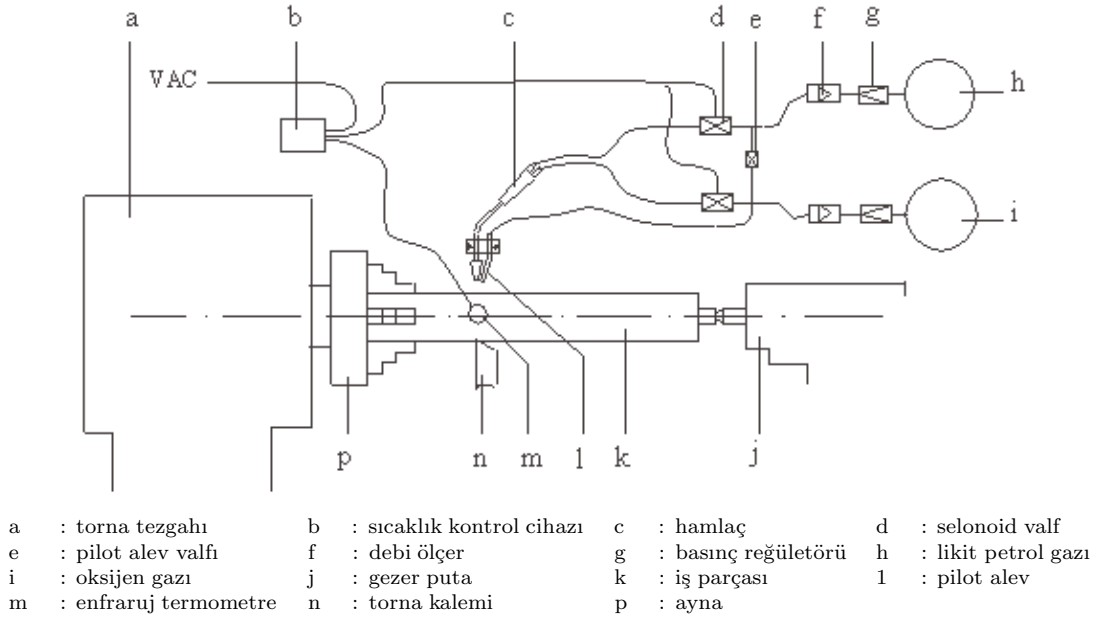 a b c d e f g
VAC
h
i
p n m l k j
a : torna tezgahı b : sıcaklık kontrol cihazı c : hamlaç d : selonoid valf
e : pilot alev valfı f : debi ölçer g : basınç reğületörü h : likit petrol gazı
i : oksijen gazı j : gezer puta k : iş parçası 1 : pilot alev
m : enfraruj termometre n : torna kalemi p : ayna